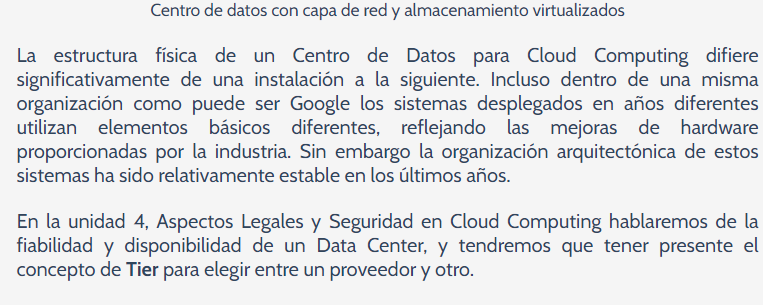 Centro de datos con capa de red y almacenamiento virtualizados
La estructura física de un Centro de Datos para Cloud Computing difiere
significativamente de una instalación a la siguiente. Incluso dentro de una misma
organización como puede ser Google los sistemas desplegados en años diferentes
utilizan elementos básicos diferentes, reflejando las mejoras de hardware
proporcionadas por la industria. Sin embargo la organización arquitectónica de estos
sistemas ha sido relativamente estable en los últimos años.
En la unidad 4, Aspectos Legales y Seguridad en Cloud Computing hablaremos de la
fiabilidad y disponibilidad de un Data Center, y tendremos que tener presente el
concepto de Tier para elegir entre un proveedor y otro.